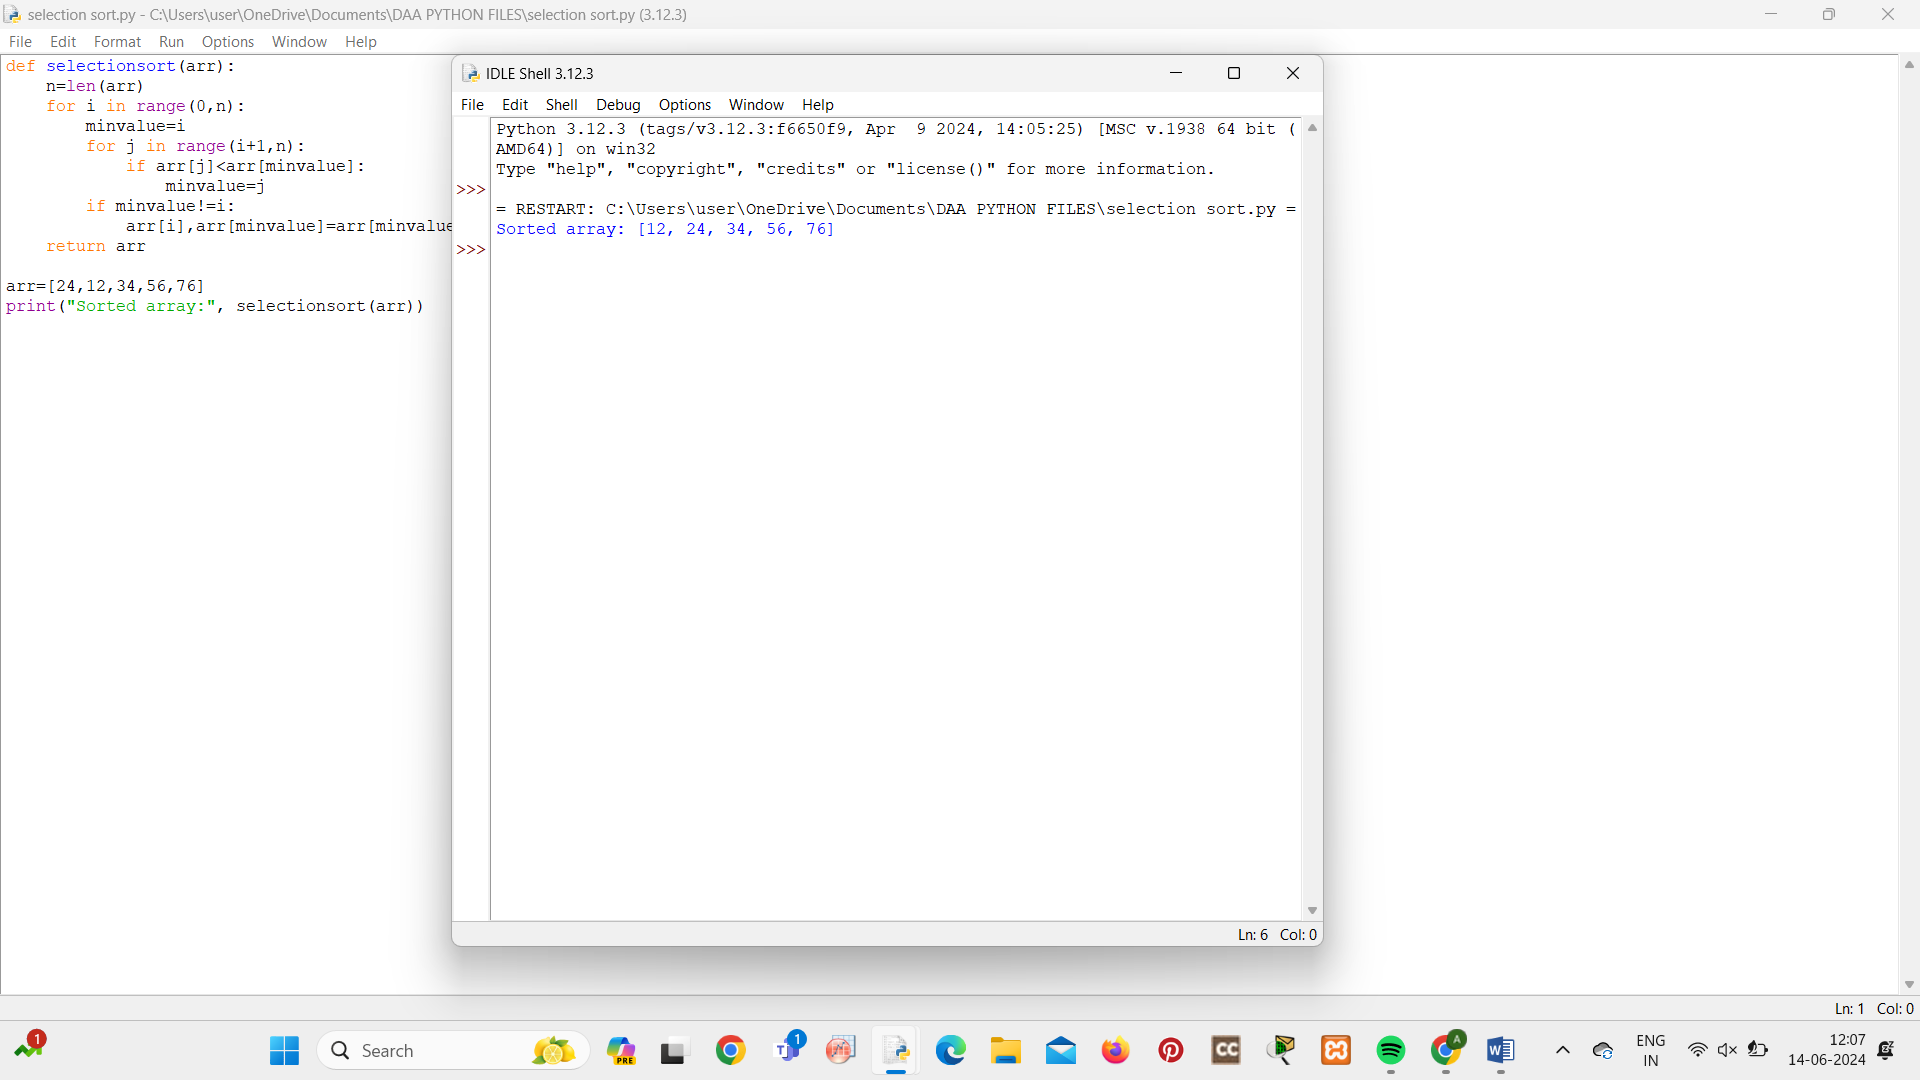 selection sort.py - C:\Users\user\OneDrive\Documents\DAA PYTHON FILES\selection sort.py (3.12.3)
File Edit Format Run Options Window Help
def selectionsort(arr):
    n=len(arr)
    for i in range(0,n):
        minvalue=i
        for j in range(i+1,n):
            if arr[j]<arr[minvalue]:
                minvalue=j
        if minvalue!=i:
            arr[i],arr[minvalue]=arr[minvalue
    return arr
arr=[24,12,34,56,76]
print("Sorted array:", selectionsort(arr))
IDLE Shell 3.12.3
File Edit Shell Debug Options Window Help
Python 3.12.3 (tags/v3.12.3:f6650f9, Apr  9 2024, 14:05:25) [MSC v.1938 64 bit (
AMD64)] on win32
Type "help", "copyright", "credits" or "license()" for more information.
>>>
= RESTART: C:\Users\user\OneDrive\Documents\DAA PYTHON FILES\selection sort.py =
Sorted array: [12, 24, 34, 56, 76]
>>>
Ln: 6 Col: 0
Ln: 1 Col: 0
1
Search
PRE
1
T
CC
A
W
ENG
IN
12:07
14-06-2024